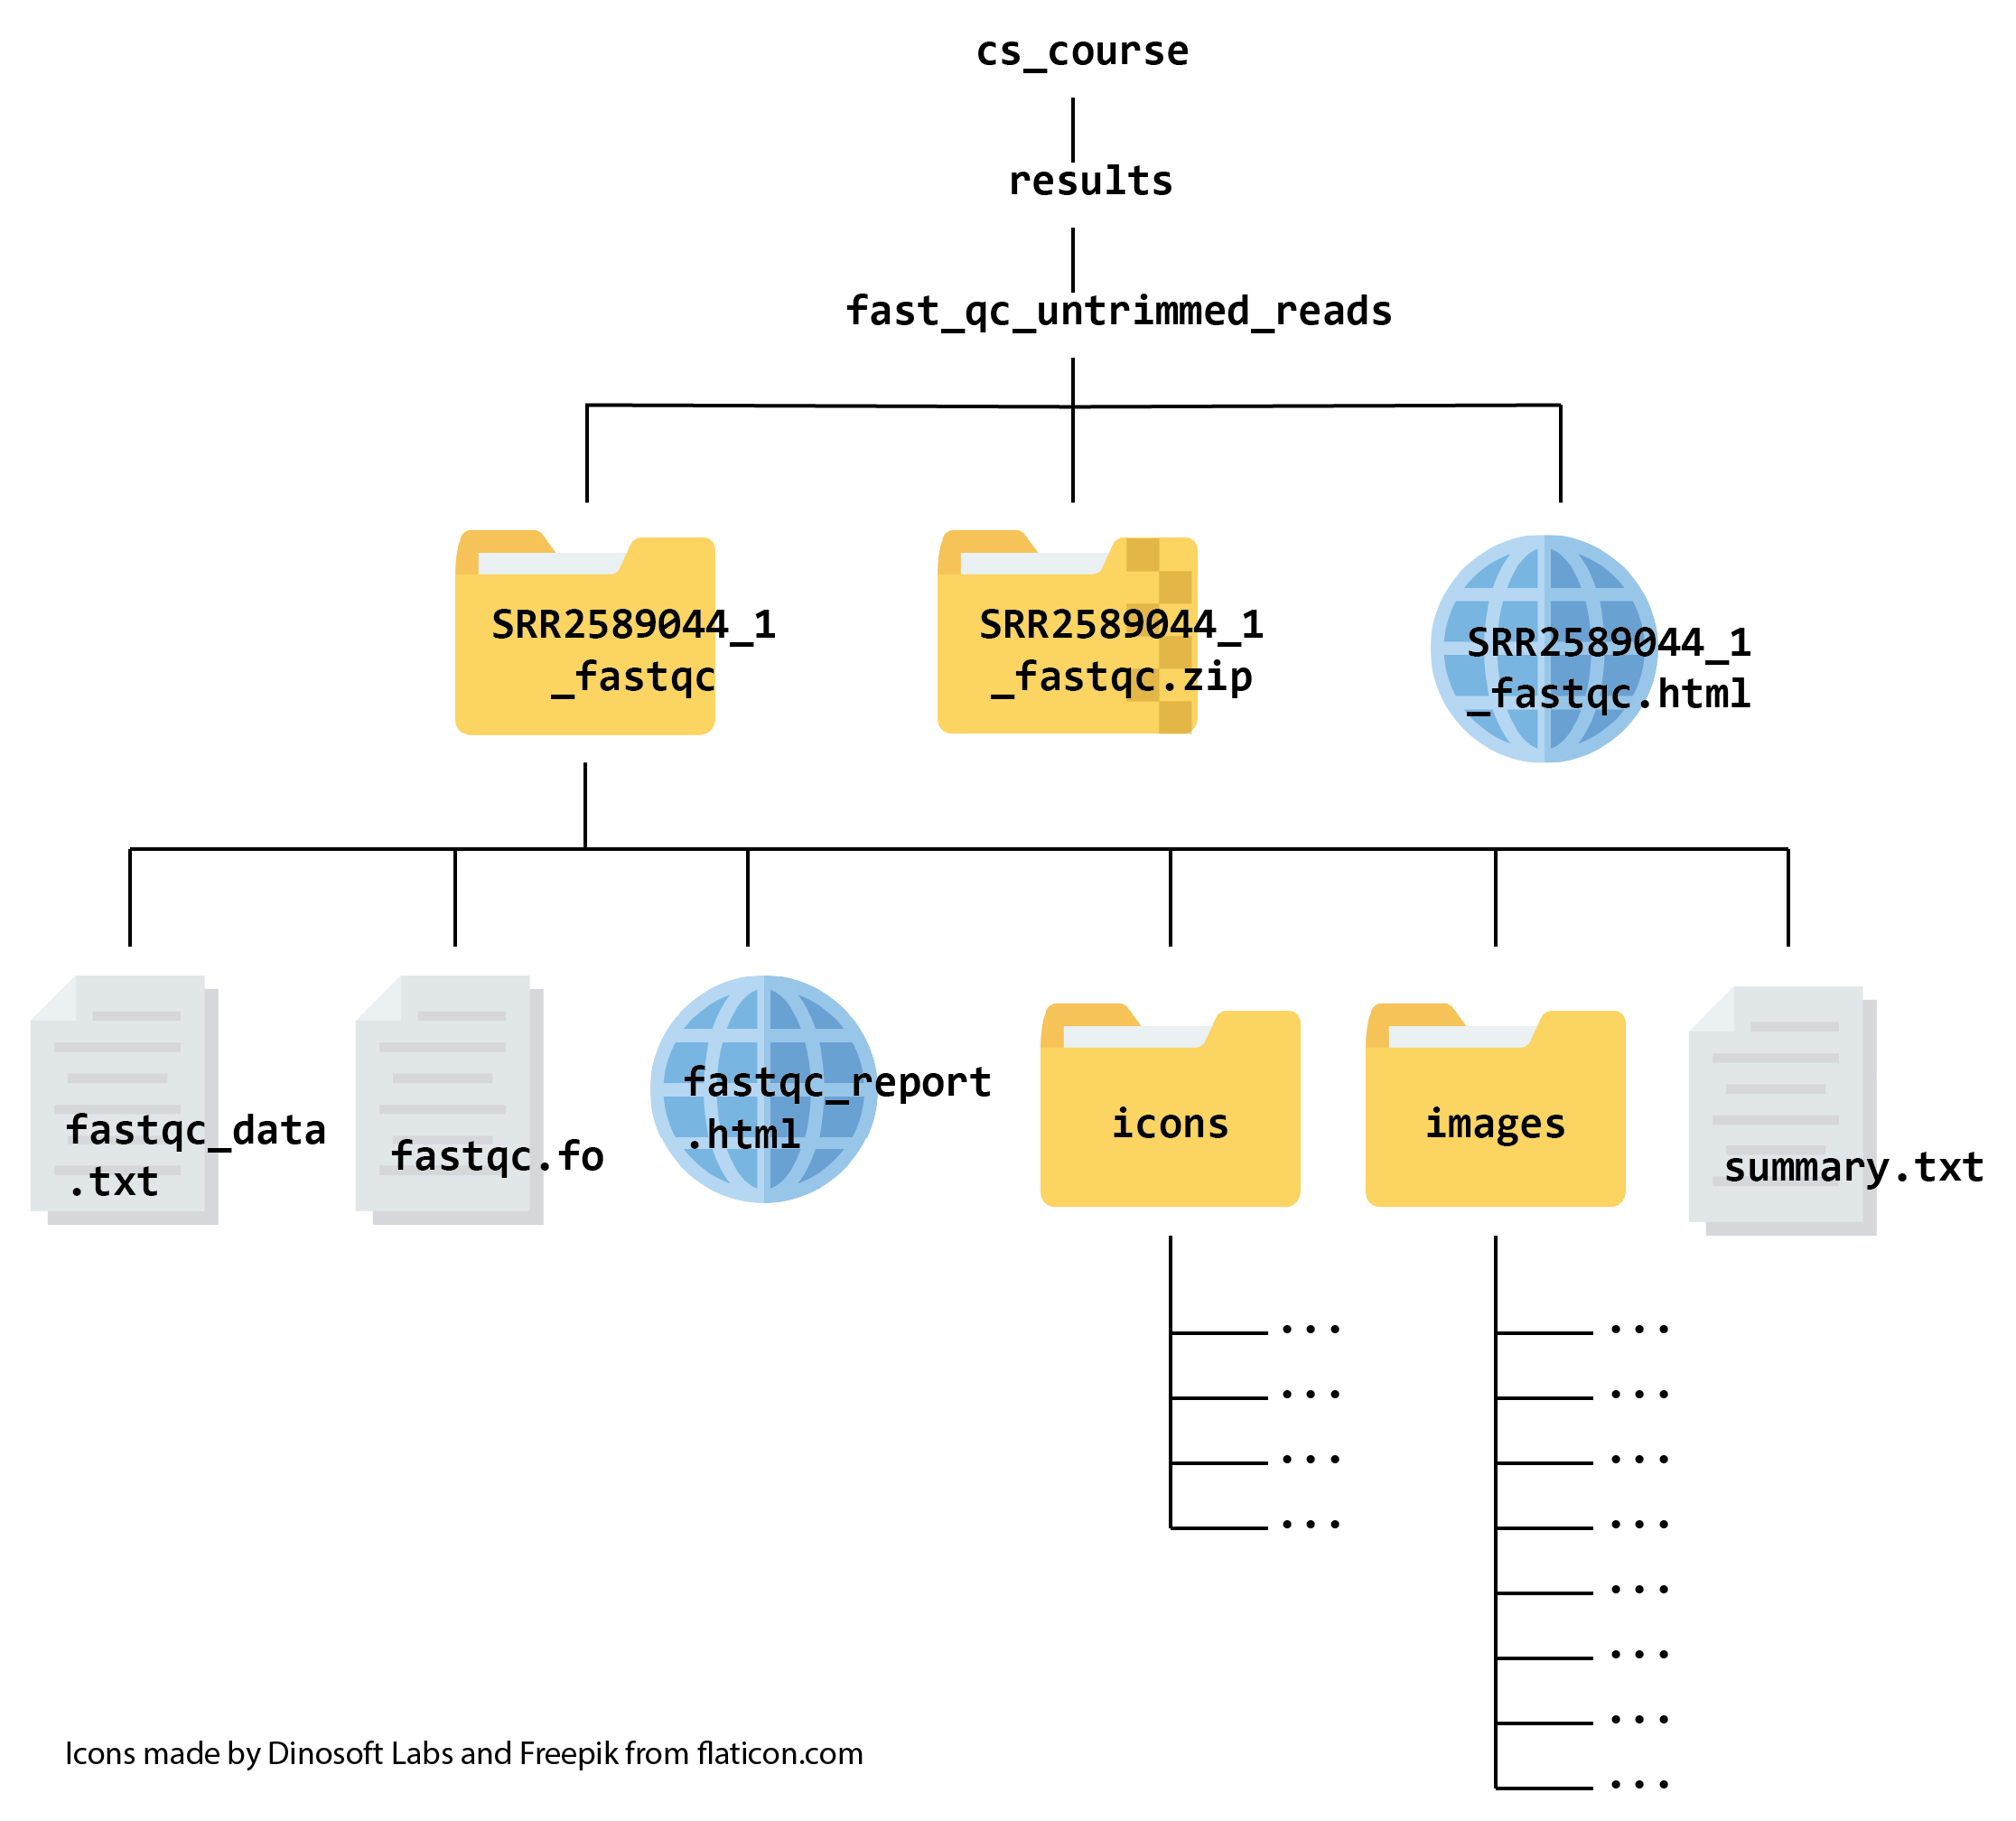 cs_course
results
fast_qc_untrimmed_reads
SRR2589044_1
_fastqc
SRR2589044_1
_fastqc.zip
SRR2589044_1
_fastqc.html
fastqc_data
.txt
fastqc.fo
fastqc_report
.html
icons
images
summary.txt
...
...
...
...
...
...
...
...
...
...
...
...
Icons made by Dinosoft Labs and Freepik from flaticon.com